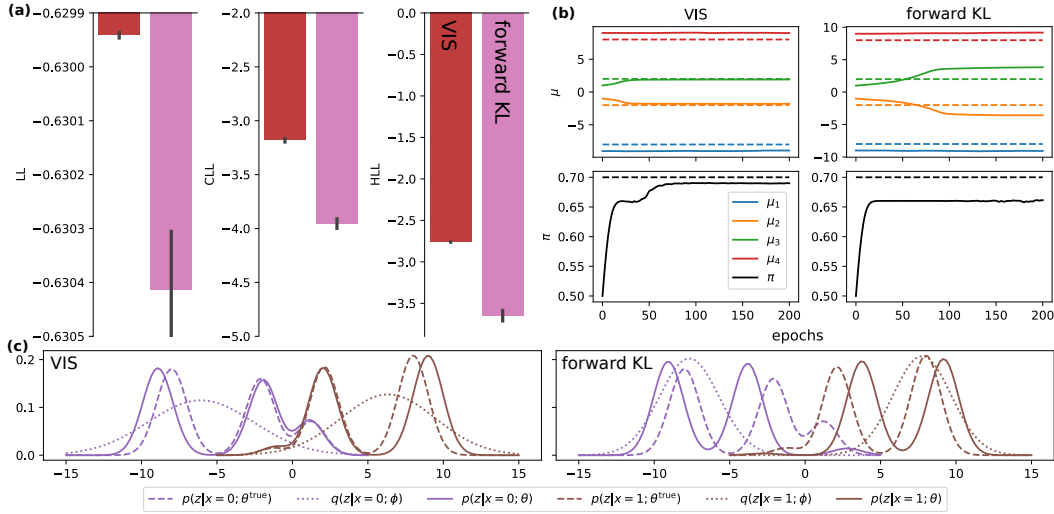 (a)
LL
−0.6299
−0.6300
−0.6301
−0.6302
−0.6303
−0.6304
−0.6305
CLL
−2.0
−2.5
−3.0
−3.5
−4.0
−4.5
−5.0
HLL
0.0
−0.5
−1.0
−1.5
−2.0
−2.5
−3.0
−3.5
VIS
forward KL
(b)
VIS
forward KL
μ
5
0
−5
5
0
−5
−10
π
0.70
0.65
0.60
0.55
0.50
0.70
0.65
0.60
0.55
0.50
μ1
μ2
μ3
μ4
π
0 50 100 150 200
0 50 100 150 200
epochs
(c)
VIS
0.2
0.1
0.0
−15 −10 −5 0 5 10 15
forward KL
−15 −10 −5 0 5 10 15
p(z|x = 0; θ^true) q(z|x = 0; ϕ) p(z|x = 0; θ) p(z|x = 1; θ^true) q(z|x = 1; ϕ) p(z|x = 1; θ)